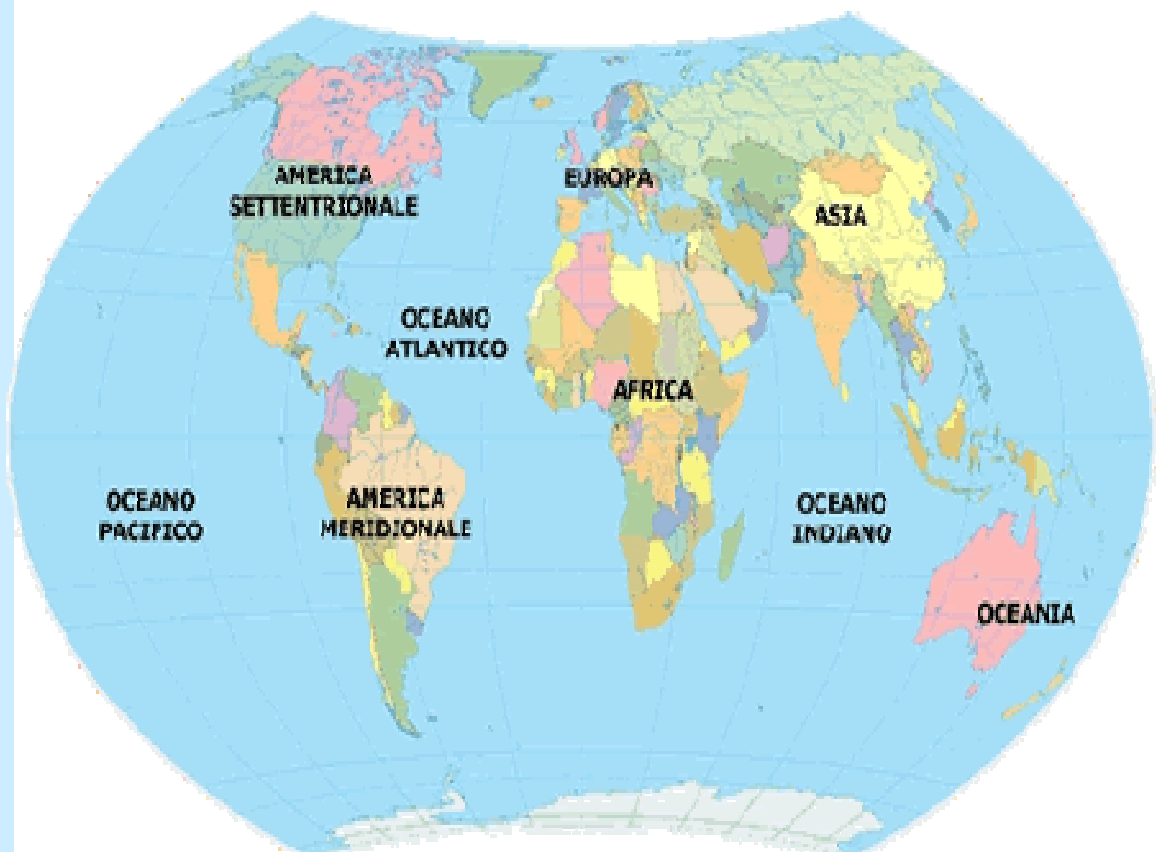 AMERICA
SETTENTRIONALE
EUROPA
ASIA
OCEANO
ATLANTICO
AFRICA
OCEANO
PACIFICO
AMERICA
MERIDIONALE
OCEANO
INDIANO
OCEANIA